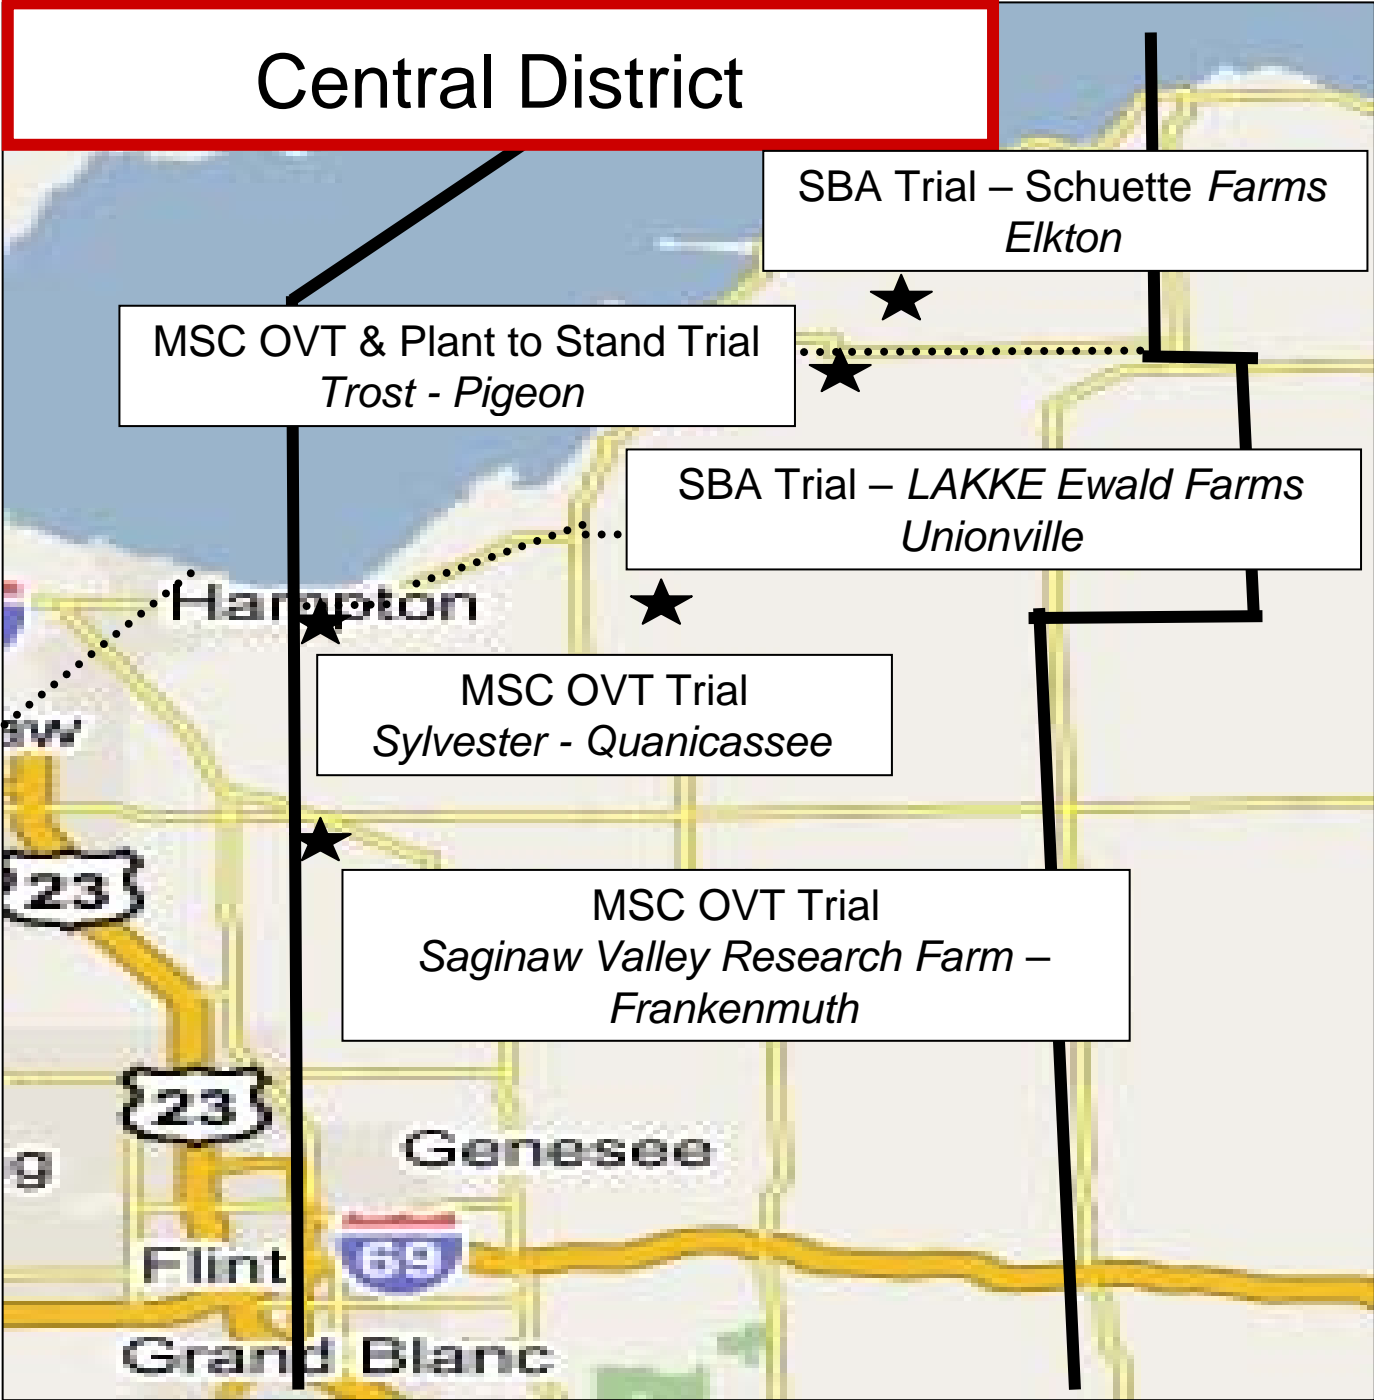 Central District
SBA Trial – Schuette Farms
Elkton
MSC OVT & Plant to Stand Trial
Trost - Pigeon
SBA Trial – LAKKE Ewald Farms
Unionville
Hampton
MSC OVT Trial
Sylvester - Quanicassee
aw
23
MSC OVT Trial
Saginaw Valley Research Farm –
Frankenmuth
23
Genesee
g
Flint
69
Grand Blanc